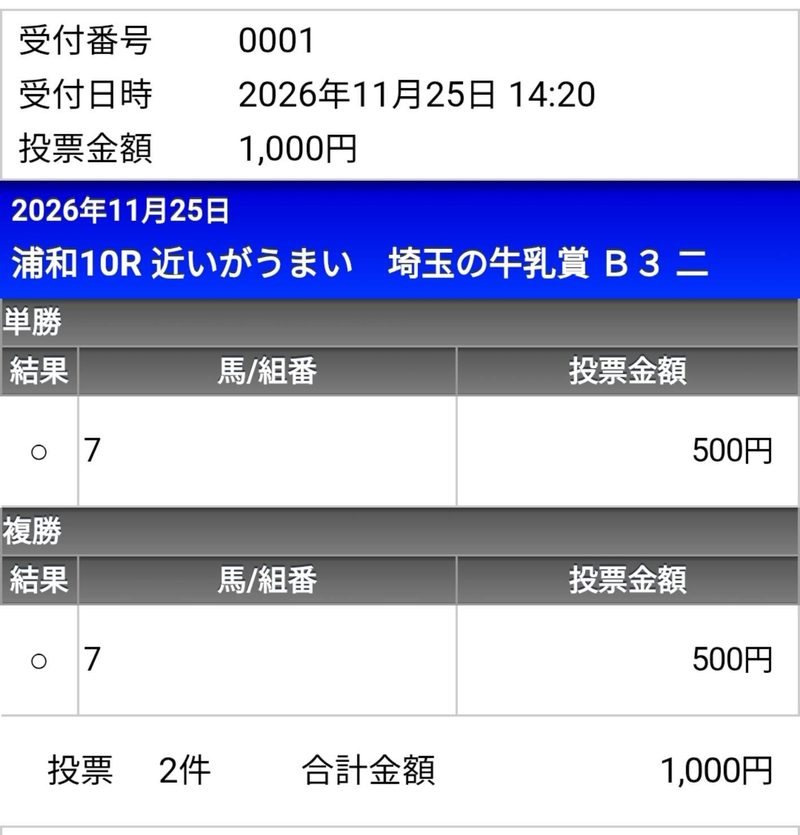 受付番号 0001
受付日時 2026年11月25日 14:20
投票金額 1,000円
2026年11月25日
浦和10R 近いがうまい　埼玉の牛乳賞 Ｂ３ 二
単勝
結果 馬/組番 投票金額
○ 7 500円
複勝
結果 馬/組番 投票金額
○ 7 500円
投票 2件 合計金額 1,000円